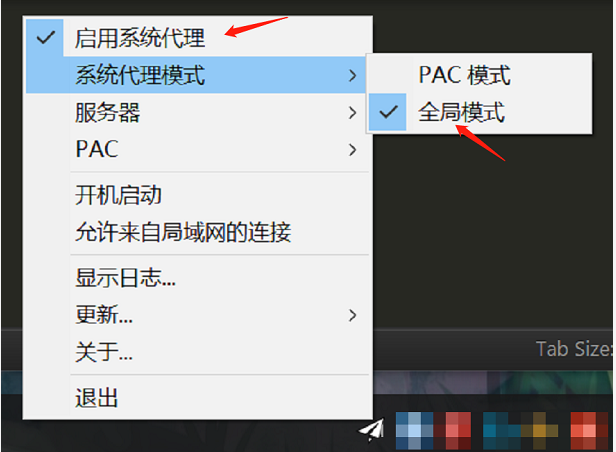 启用系统代理
系统代理模式
PAC 模式
全局模式
服务器
PAC
开机启动
允许来自局域网的连接
显示日志...
更新...
关于...
Tab Size:
退出